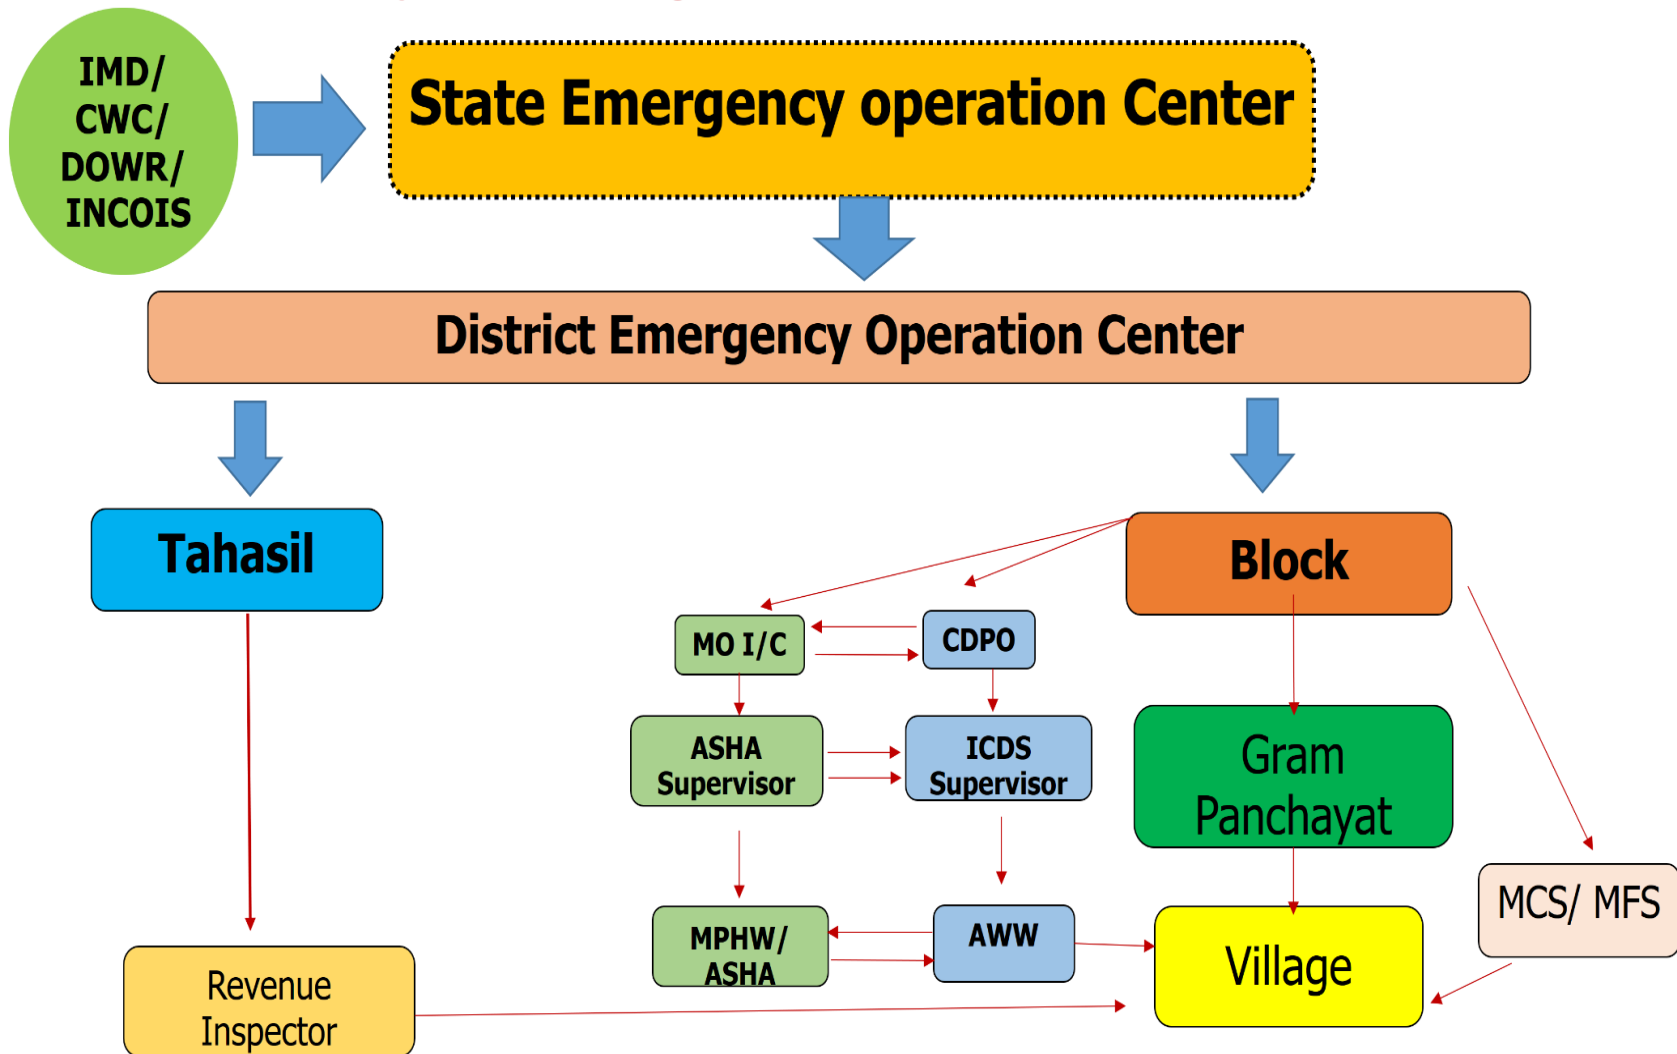 IMD/
CWC/
DOWR/
INCOIS
State Emergency operation Center
District Emergency Operation Center
Tahasil
Block
MO I/C
CDPO
ASHA
Supervisor
ICDS
Supervisor
Gram
Panchayat
MCS/ MFS
MPHW/
ASHA
AWW
Village
Revenue
Inspector